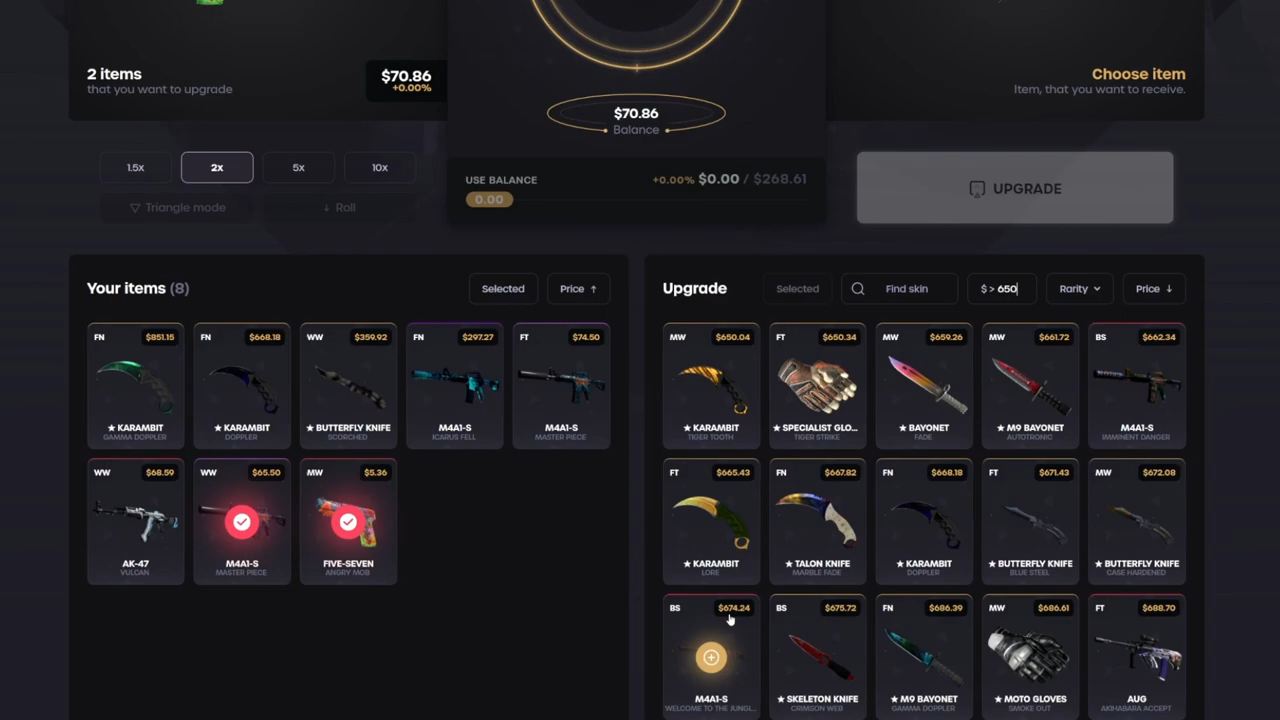 2 items
that you want to upgrade
$70.86
+0.00%
$70.86
Balance
Choose item
Item, that you want to receive.
1.5x
2x
5x
10x
Triangle mode
Roll
USE BALANCE
+0.00% $0.00 / $268.61
0.00
UPGRADE
Your items (8)
Selected
Price ↑
Upgrade
Selected
Find skin
$ > 650
Rarity
Price ↓
FN $851.15
★ KARAMBIT
GAMMA DOPPLER
FN $668.18
★ KARAMBIT
DOPPLER
WW $359.92
★ BUTTERFLY KNIFE
SCORCHED
FN $297.27
M4A1-S
ICARUS FELL
FT $74.50
M4A1-S
MASTER PIECE
WW $68.59
AK-47
VULCAN
WW $65.50
M4A1-S
MASTER PIECE
MW $5.36
FIVE-SEVEN
ANGRY MOB
MW $650.04
★ KARAMBIT
TIGER TOOTH
FT $650.34
★ SPECIALIST GLO...
TIGER STRIKE
MW $659.26
★ BAYONET
FADE
MW $661.72
★ M9 BAYONET
AUTOTRONIC
BS $662.34
M4A1-S
IMMINENT DANGER
FT $665.43
★ KARAMBIT
LORE
FN $667.82
★ TALON KNIFE
MARBLE FADE
FN $668.18
★ KARAMBIT
DOPPLER
FT $671.43
★ BUTTERFLY KNIFE
BLUE STEEL
MW $672.08
★ BUTTERFLY KNIFE
CASE HARDENED
BS $674.24
M4A1-S
WELCOME TO THE JUNGL...
BS $675.72
★ SKELETON KNIFE
CRIMSON WEB
FN $686.39
★ M9 BAYONET
GAMMA DOPPLER
MW $686.61
★ MOTO GLOVES
SMOKE OUT
FT $688.70
AUG
AKIHABARA ACCEPT